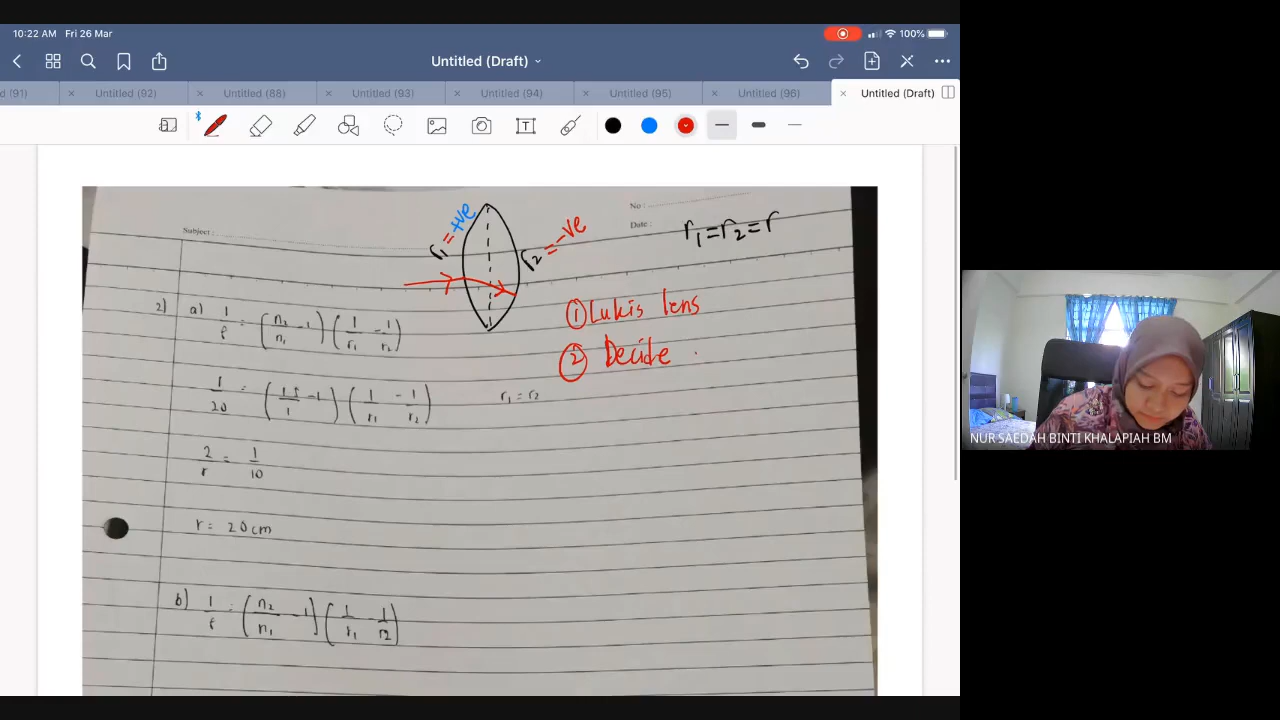 10:22 AM Fri 26 Mar
100%
Untitled (Draft)
d (91)
Untitled (92)
Untitled (88)
Untitled (93)
Untitled (94)
Untitled (95)
Untitled (96)
Untitled (Draft)
T
Subject :
No :
Date :
r₁ = +ve
r₂ = -ve
r₁ = r₂ = r
① Lukis lens
② Decide
2) a) 1/f = (n₂/n₁ - 1) (1/r₁ - 1/r₂)
1/20 = (1.5/1 - 1) (1/r₁ - 1/r₂) r₁ = r₂
2/r = 1/10
r = 20 cm
b) 1/f = (n₂/n₁ - 1) (1/r₁ - 1/r2)
NUR SAEDAH BINTI KHALAPIAH BM